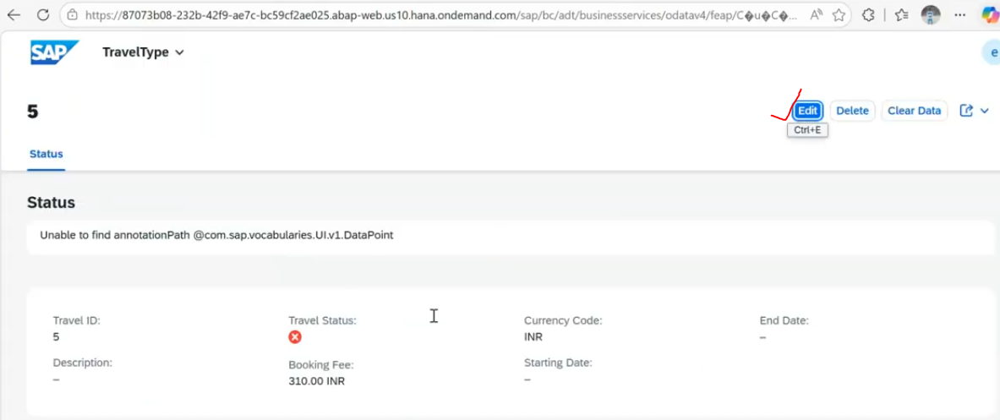 https://87073b08-232b-42f9-ae7c-bc59cf2ae025.abap-web.us10.hana.ondemand.com/sap/bc/adt/businessservices/odatav4/feap/C�u�C�...
SAP TravelType e
5 Edit Delete Clear Data
Ctrl+E
Status
Status
Unable to find annotationPath @com.sap.vocabularies.UI.v1.DataPoint
Travel ID: Travel Status: Currency Code: End Date:
5 INR –
Description: Booking Fee: Starting Date:
– 310.00 INR –